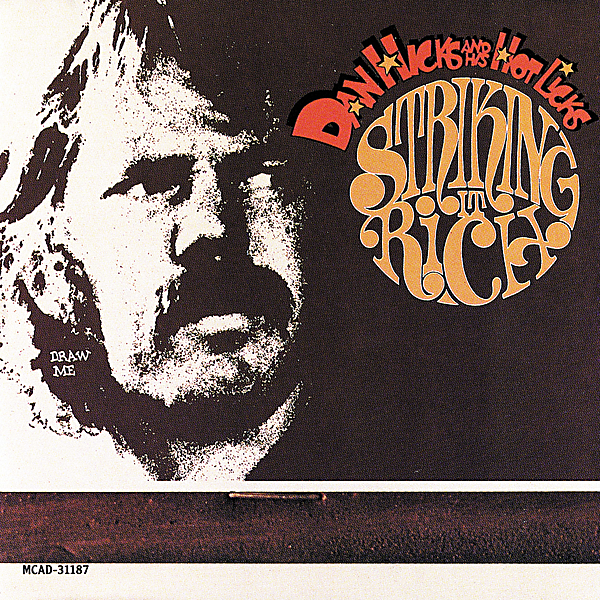 DAN HICKS AND HIS HOT LICKS
STRIKING
IT
RICH
DRAW
ME
MCAD-31187